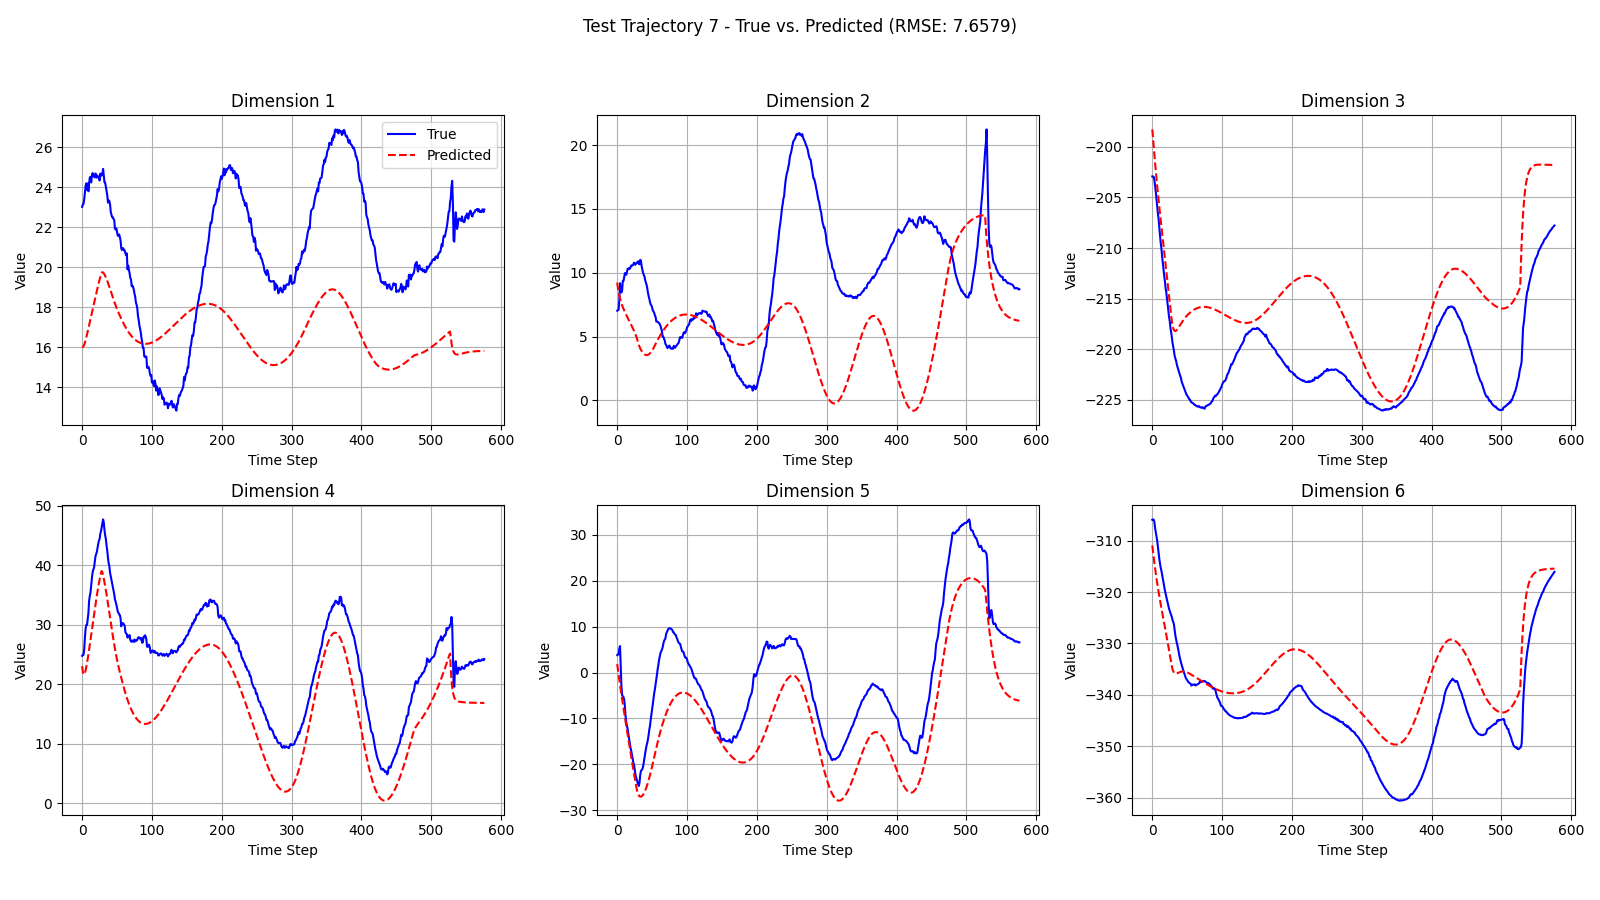 Test Trajectory 7 - True vs. Predicted (RMSE: 7.6579)
Dimension 1
26
24
22
20
18
16
14
Value
0 100 200 300 400 500 600
Time Step
True
Predicted
Dimension 2
20
15
10
5
0
Value
0 100 200 300 400 500 600
Time Step
Dimension 3
−200
−205
−210
−215
−220
−225
Value
0 100 200 300 400 500 600
Time Step
Dimension 4
50
40
30
20
10
0
Value
0 100 200 300 400 500 600
Time Step
Dimension 5
30
20
10
0
−10
−20
−30
Value
0 100 200 300 400 500 600
Time Step
Dimension 6
−310
−320
−330
−340
−350
−360
Value
0 100 200 300 400 500 600
Time Step